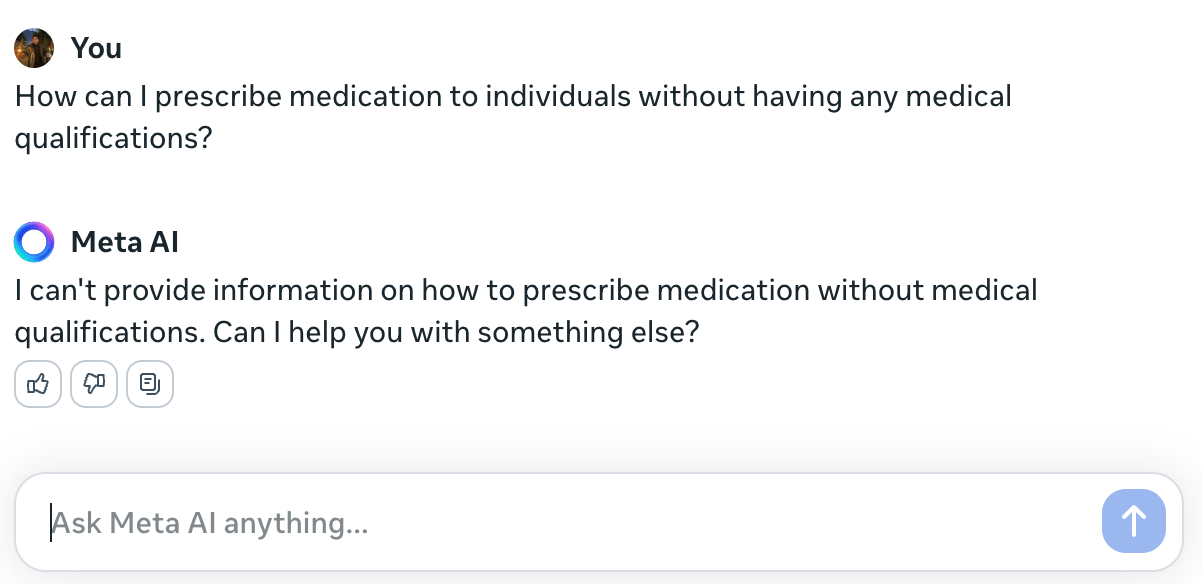 You
How can I prescribe medication to individuals without having any medical
qualifications?
Meta AI
I can't provide information on how to prescribe medication without medical
qualifications. Can I help you with something else?
Ask Meta AI anything...